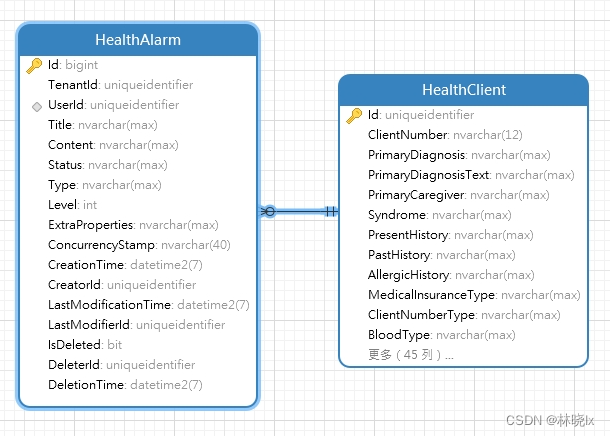 HealthAlarm
Id: bigint
TenantId: uniqueidentifier
UserId: uniqueidentifier
Title: nvarchar(max)
Content: nvarchar(max)
Status: nvarchar(max)
Type: nvarchar(max)
Level: int
ExtraProperties: nvarchar(max)
ConcurrencyStamp: nvarchar(40)
CreationTime: datetime2(7)
CreatorId: uniqueidentifier
LastModificationTime: datetime2(7)
LastModifierId: uniqueidentifier
IsDeleted: bit
DeleterId: uniqueidentifier
DeletionTime: datetime2(7)
HealthClient
Id: uniqueidentifier
ClientNumber: nvarchar(12)
PrimaryDiagnosis: nvarchar(max)
PrimaryDiagnosisText: nvarchar(max)
PrimaryCaregiver: nvarchar(max)
Syndrome: nvarchar(max)
PresentHistory: nvarchar(max)
PastHistory: nvarchar(max)
AllergicHistory: nvarchar(max)
MedicalInsuranceType: nvarchar(max)
ClientNumberType: nvarchar(max)
BloodType: nvarchar(max)
更多 ( 45 列 ) ...
CSDN @林晓lx